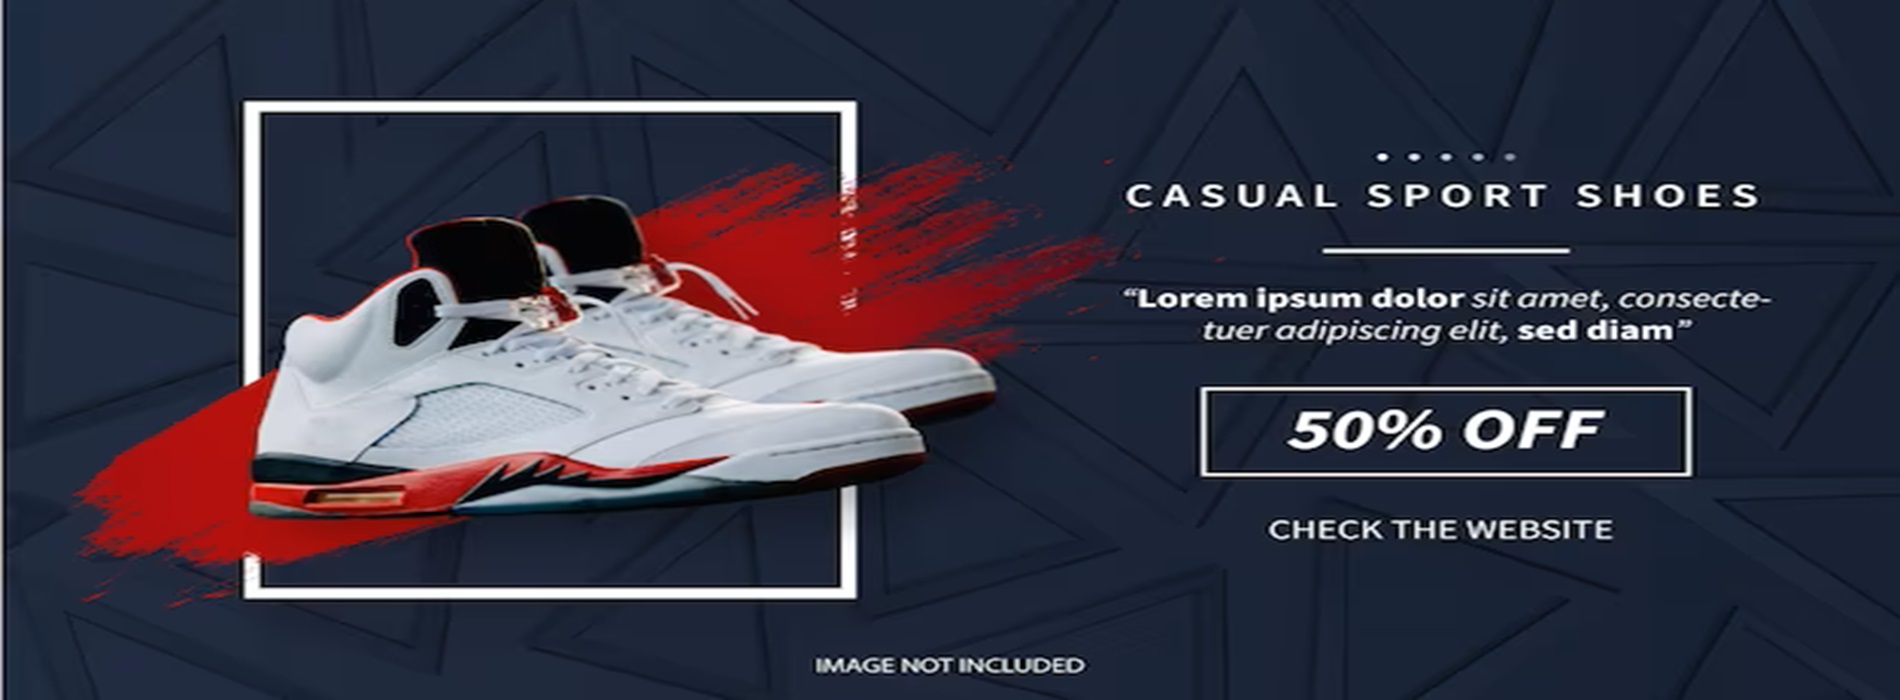 CASUAL SPORT SHOES
“Lorem ipsum dolor sit amet, consecte-
tuer adipiscing elit, sed diam”
50% OFF
CHECK THE WEBSITE
IMAGE NOT INCLUDED